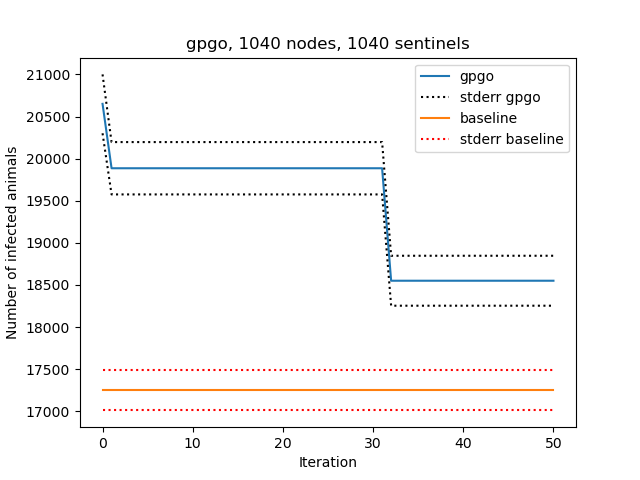 gpgo, 1040 nodes, 1040 sentinels
21000
20500
20000
19500
19000
18500
18000
17500
17000
Number of infected animals
gpgo
stderr gpgo
baseline
stderr baseline
0
10
20
30
40
50
Iteration